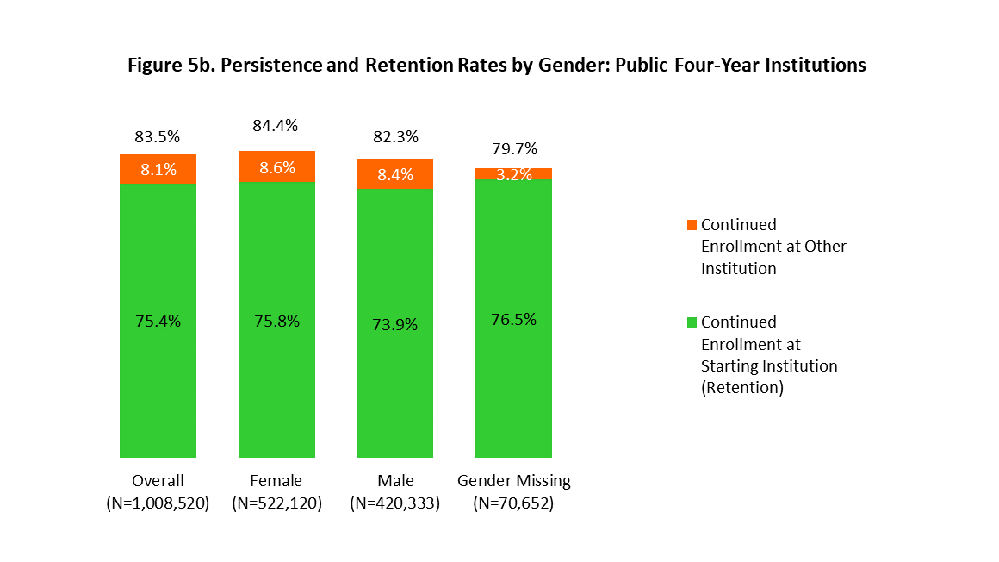 Figure 5b. Persistence and Retention Rates by Gender: Public Four-Year Institutions
83.5%
84.4%
82.3%
79.7%
8.1%
8.6%
8.4%
3.2%
75.4%
75.8%
73.9%
76.5%
Continued
Enrollment at Other
Institution
Continued
Enrollment at
Starting Institution
(Retention)
Overall
(N=1,008,520)
Female
(N=522,120)
Male
(N=420,333)
Gender Missing
(N=70,652)